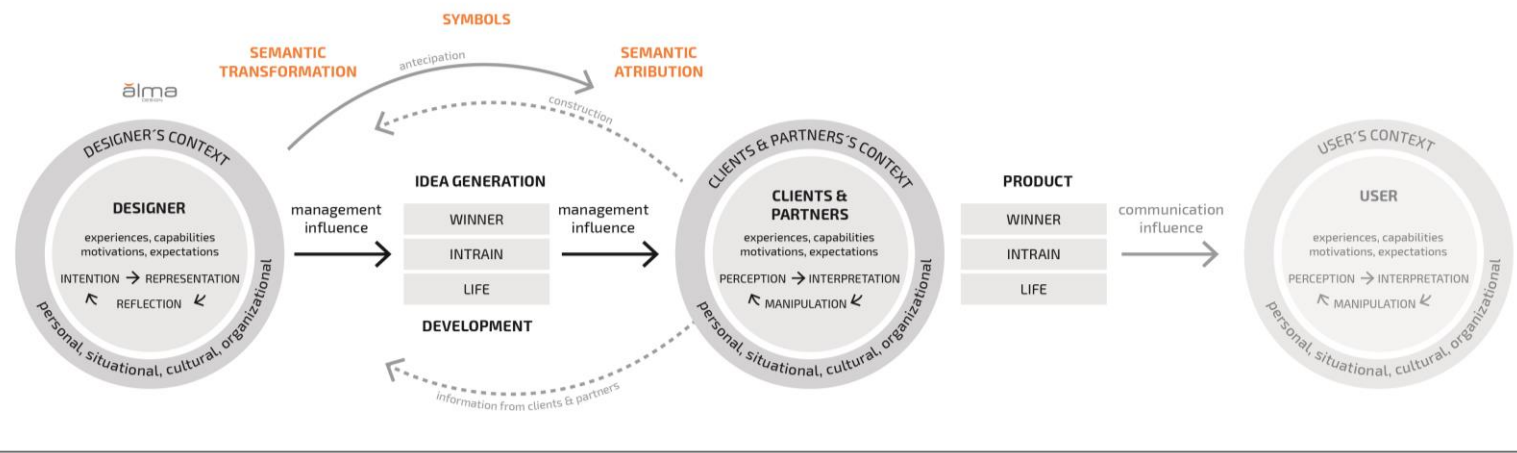 SYMBOLS
SEMANTIC
TRANSFORMATION
antecipation
SEMANTIC
ATRIBUTION
construction
ălma
DESIGN
DESIGNER´S CONTEXT
DESIGNER
experiences, capabilities
motivations, expectations
INTENTION → REPRESENTATION
REFLECTION
personal, situational, cultural, organizational
management
influence
IDEA GENERATION
WINNER
INTRAIN
LIFE
DEVELOPMENT
management
influence
information from clients & partners
CLIENTS & PARTNERS´S CONTEXT
CLIENTS &
PARTNERS
experiences, capabilities
motivations, expectations
PERCEPTION → INTERPRETATION
MANIPULATION
personal, situational, cultural, organizational
PRODUCT
WINNER
INTRAIN
LIFE
communication
influence
USER´S CONTEXT
USER
experiences, capabilities
motivations, expectations
PERCEPTION → INTERPRETATION
MANIPULATION
personal, situational, cultural, organizational